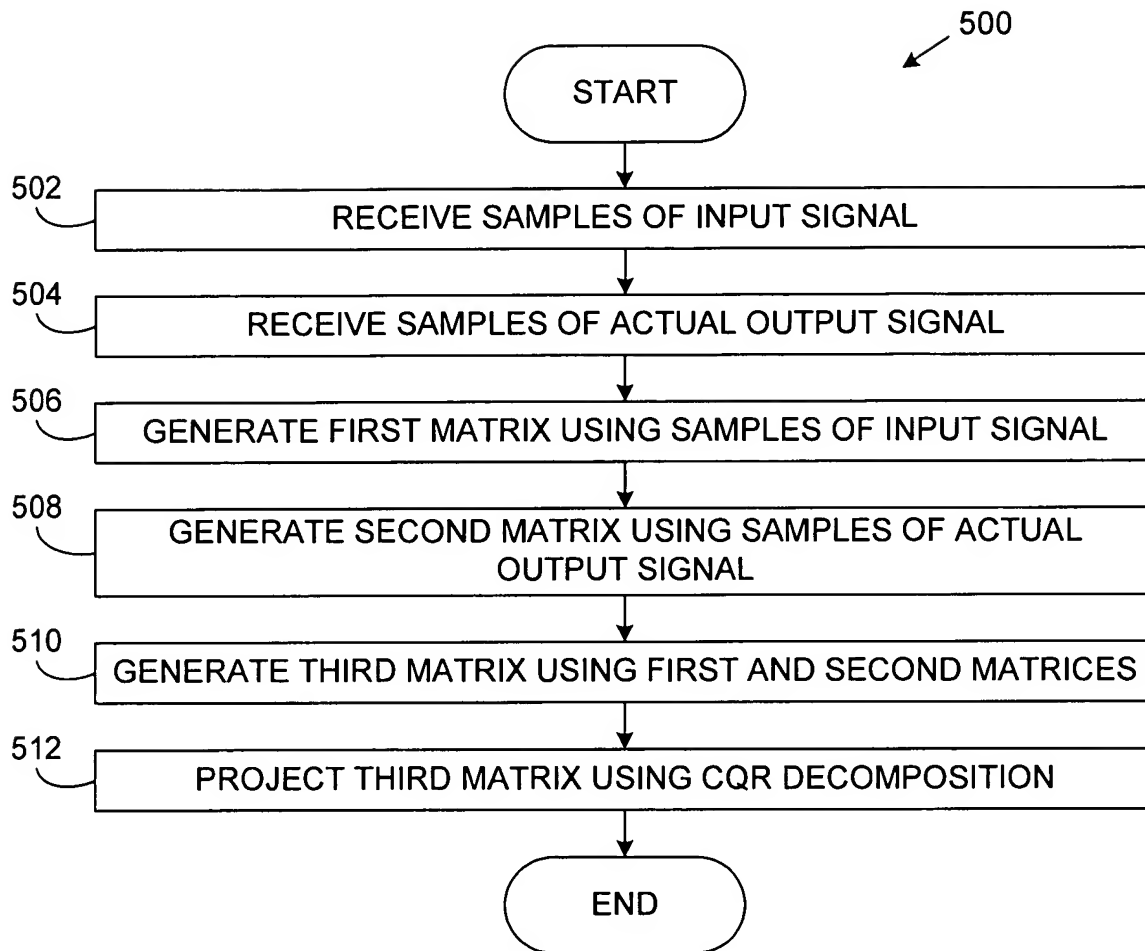 500
START
502
RECEIVE SAMPLES OF INPUT SIGNAL
504
RECEIVE SAMPLES OF ACTUAL OUTPUT SIGNAL
506
GENERATE FIRST MATRIX USING SAMPLES OF INPUT SIGNAL
508
GENERATE SECOND MATRIX USING SAMPLES OF ACTUAL
OUTPUT SIGNAL
510
GENERATE THIRD MATRIX USING FIRST AND SECOND MATRICES
512
PROJECT THIRD MATRIX USING CQR DECOMPOSITION
END